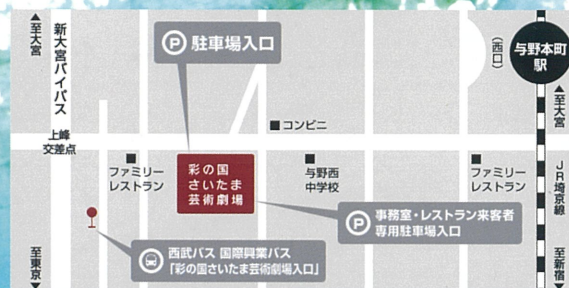 ▲至大宮
新大宮バイパス
上峰
交差点
至東京▼
P 駐車場入口
コンビニ
ファミリー
レストラン
彩の国
さいたま
芸術劇場
与野西
中学校
ファミリー
レストラン
P 事務室・レストラン来客者
専用駐車場入口
西武バス 国際興業バス
「彩の国さいたま芸術劇場入口」
(西口)
与野本町
駅
▲至大宮
JR埼京線
至新宿▼